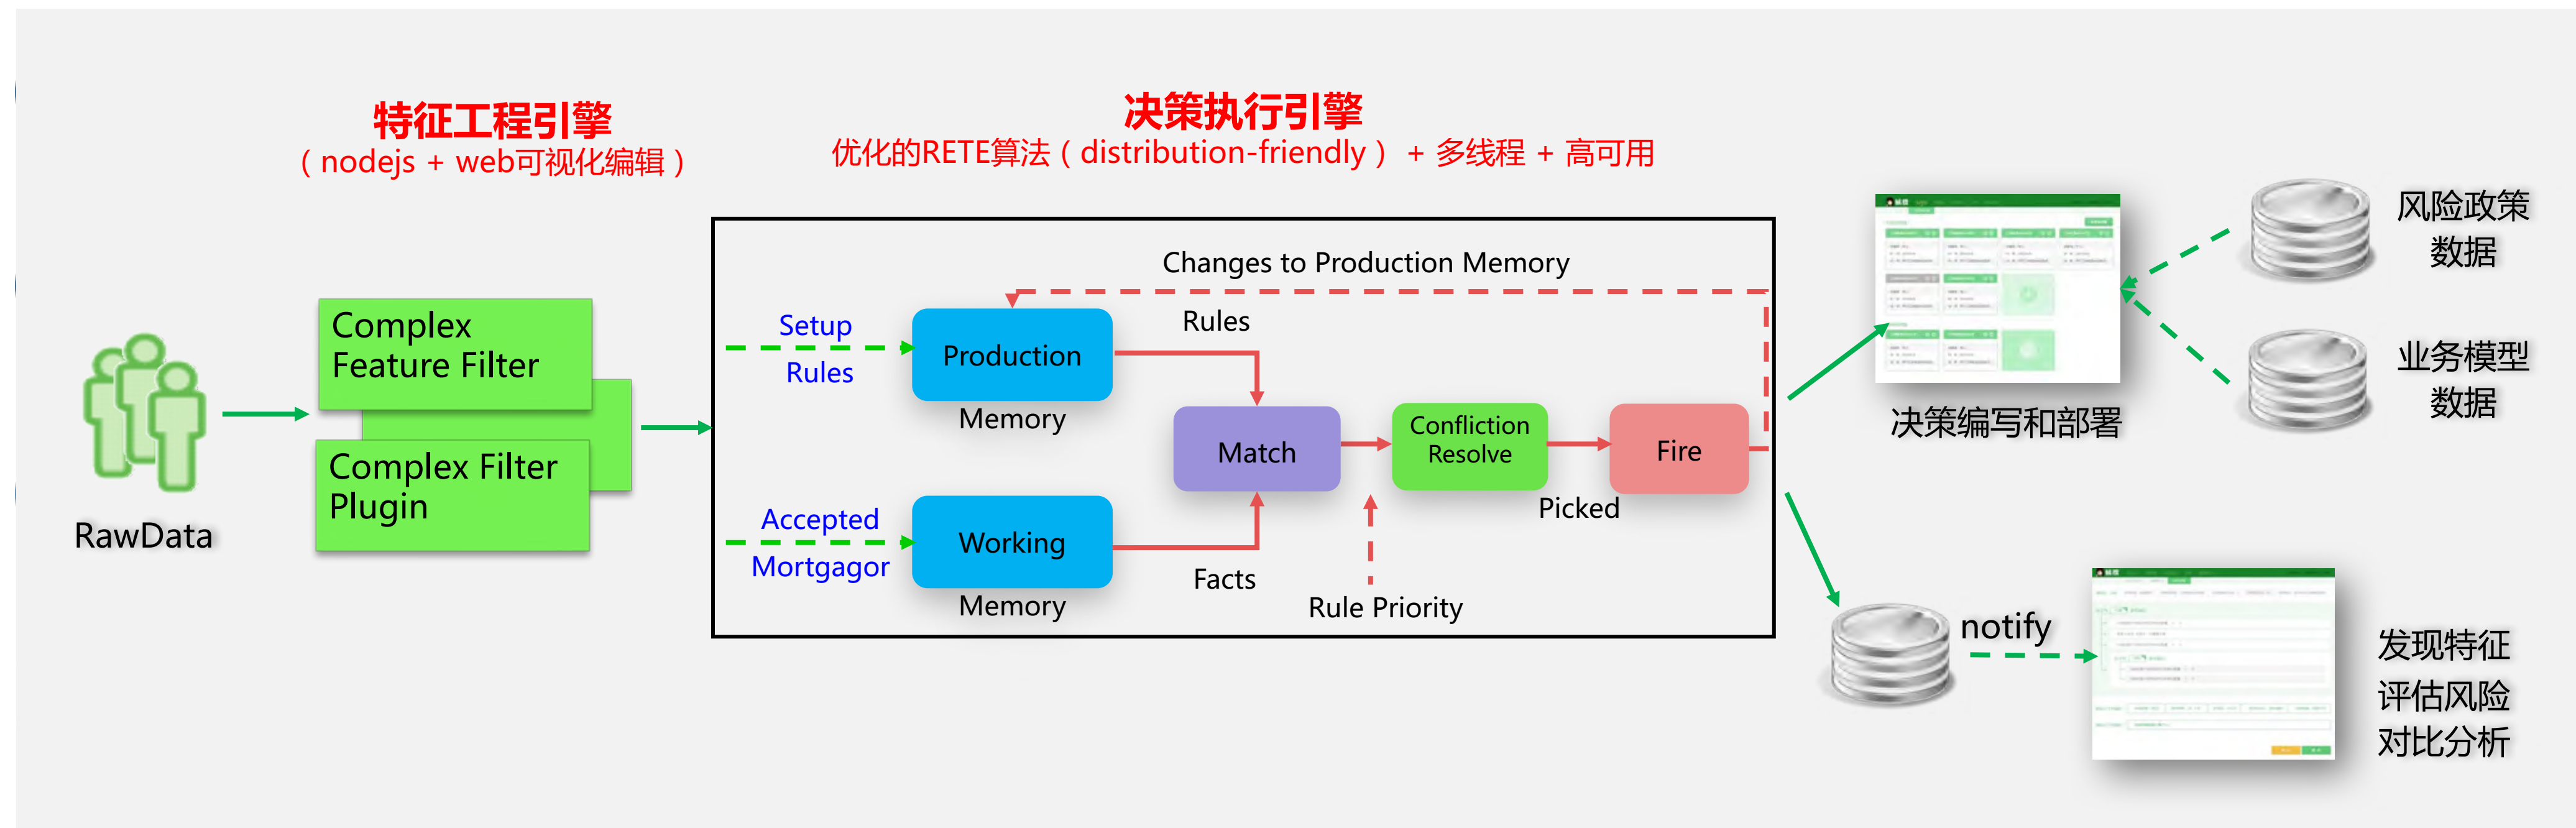 特征工程引擎
（nodejs + web可视化编辑）
决策执行引擎
优化的RETE算法（distribution-friendly） + 多线程 + 高可用
RawData
Complex
Feature Filter
Complex Filter
Plugin
Changes to Production Memory
Setup
Rules
Production
Memory
Rules
Accepted
Mortgagor
Working
Memory
Facts
Match
Confliction
Resolve
Picked
Fire
Rule Priority
决策编写和部署
风险政策
数据
业务模型
数据
notify
发现特征
评估风险
对比分析